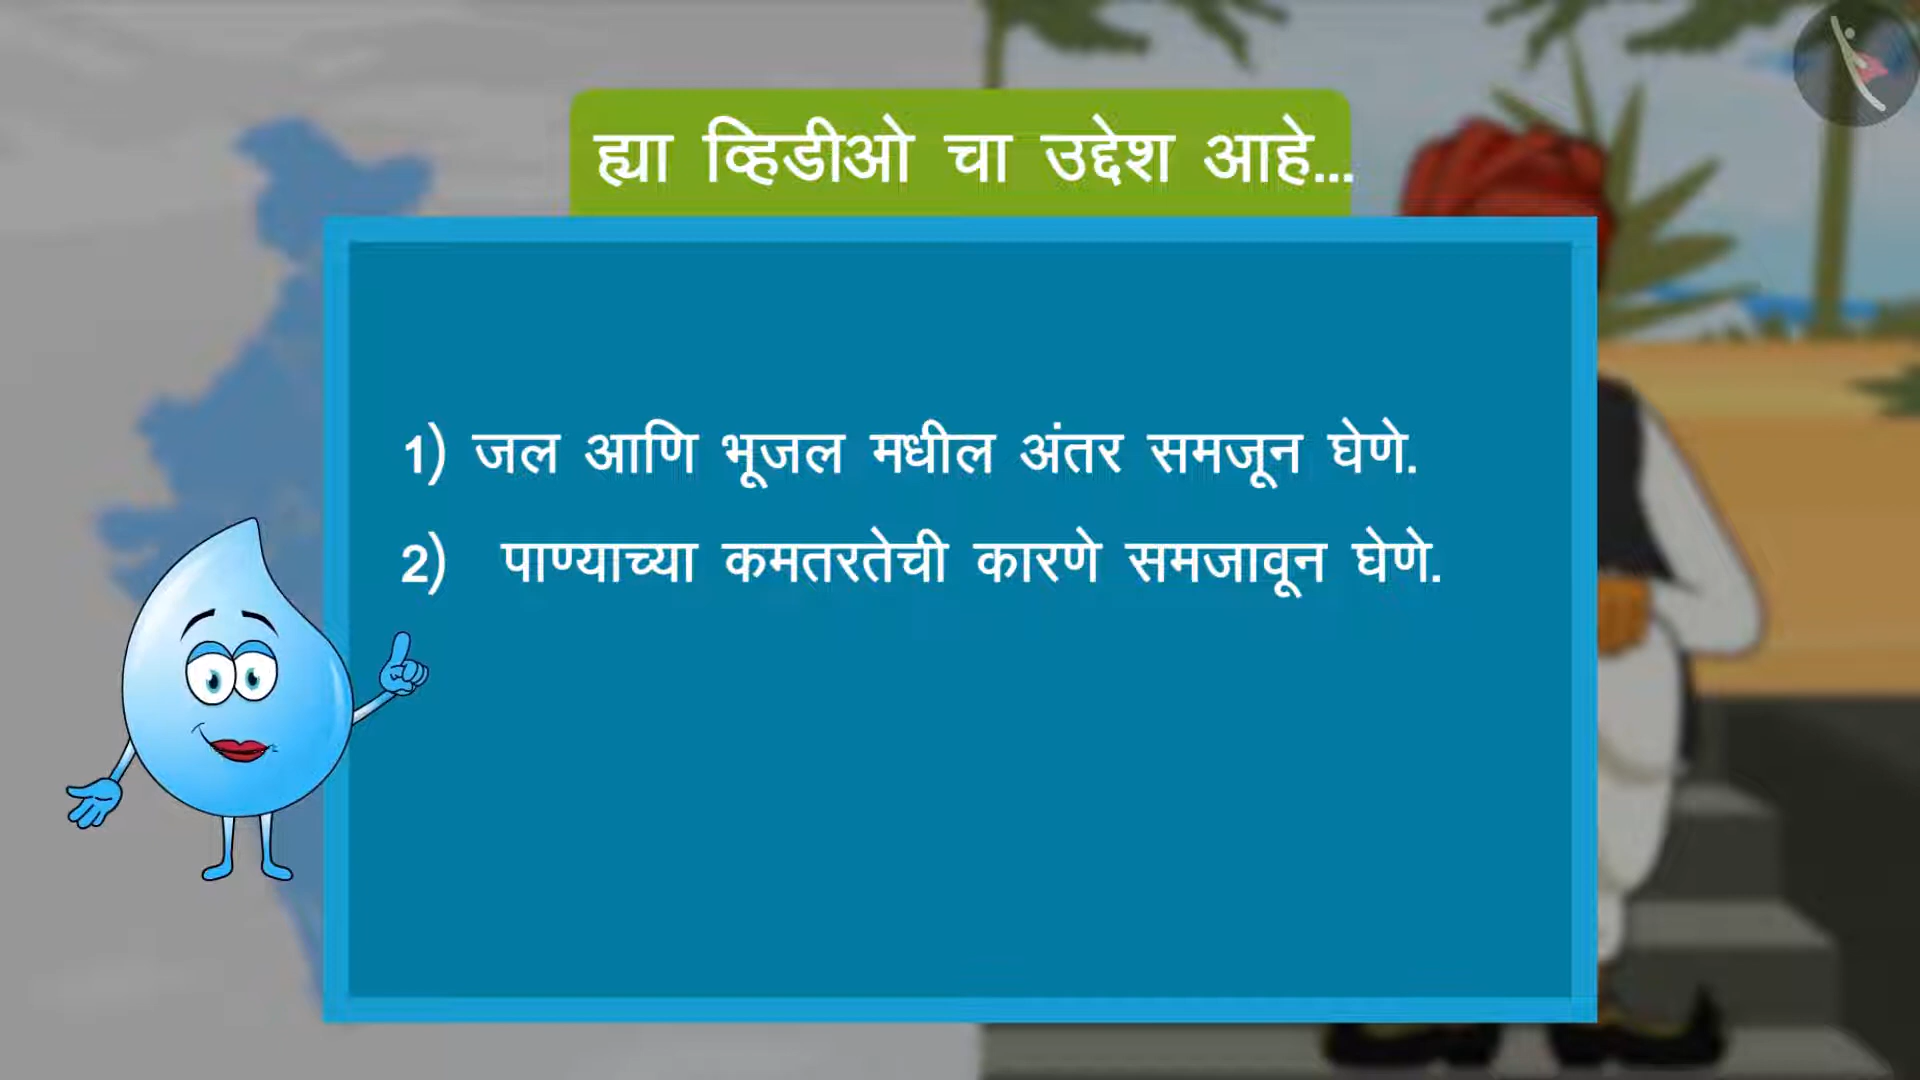 ह्या व्हिडीओ चा उद्देश आहे...
1) जल आणि भूजल मधील अंतर समजून घेणे.
2) पाण्याच्या कमतरतेची कारणे समजावून घेणे.